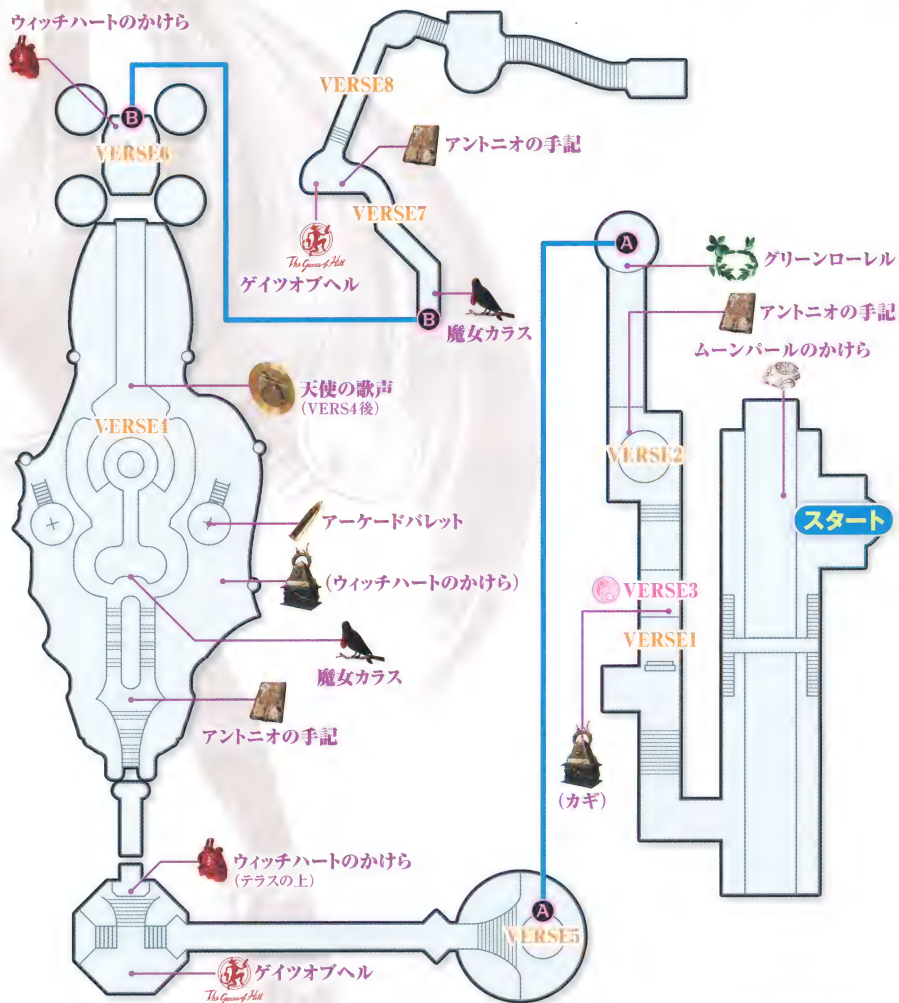 ウィッチハートのかけら
B
VERSE6
VERSE8
アントニオの手記
VERSE7
The Gates of Hell
ゲイツオブヘル
B
魔女カラス
A
グリーンローレル
アントニオの手記
ムーンパールのかけら
VERSE2
スタート
天使の歌声
(VERS4後)
VERSE4
アーケードバレット
(ウィッチハートのかけら)
魔女カラス
アントニオの手記
VERSE3
VERSE1
(カギ)
ウィッチハートのかけら
(テラスの上)
A
VERSE5
ゲイツオブヘル
The Gates of Hell